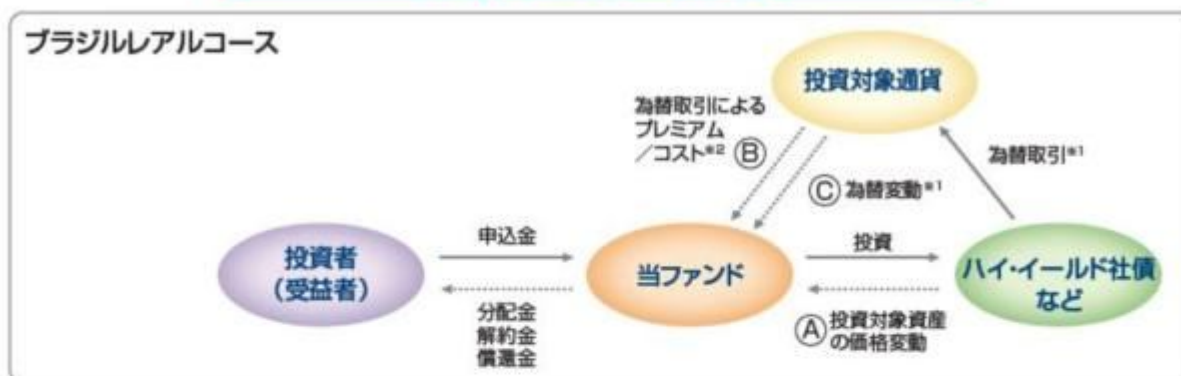 ブラジルレアルコース
投資対象通貨
為替取引による
プレミアム
/コスト※2 Ⓑ
為替取引※1
Ⓒ 為替変動※1
投資者
(受益者)
申込金
分配金
解約金
償還金
当ファンド
投資
Ⓐ 投資対象資産
の価格変動
ハイ・イールド社債
など